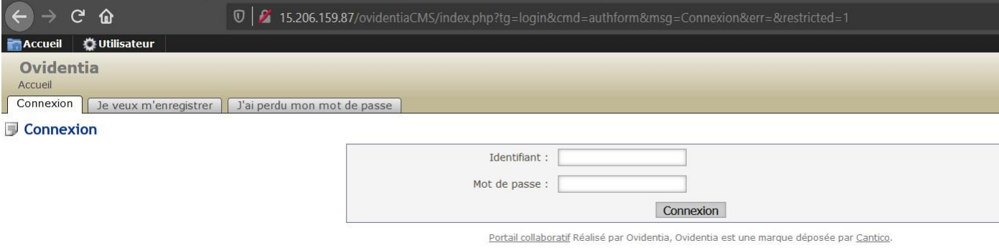 15.206.159.87/ovidentiaCMS/index.php?tg=login&cmd=authform&msg=Connexion&err=&restricted=1
Accueil Utilisateur
Ovidentia
Accueil
Connexion Je veux m'enregistrer J'ai perdu mon mot de passe
Connexion
Identifiant :
Mot de passe :
Connexion
Portail collaboratif Réalisé par Ovidentia, Ovidentia est une marque déposée par Cantico.